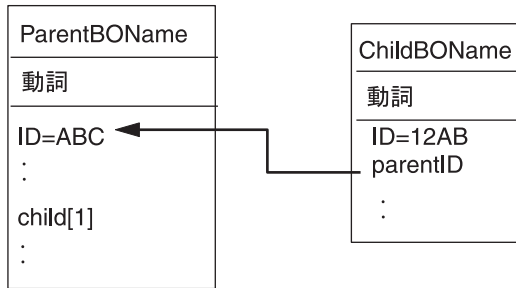 ParentBOName
動詞
ID=ABC
:
child[1]
:
ChildBOName
動詞
ID=12AB
parentID
: